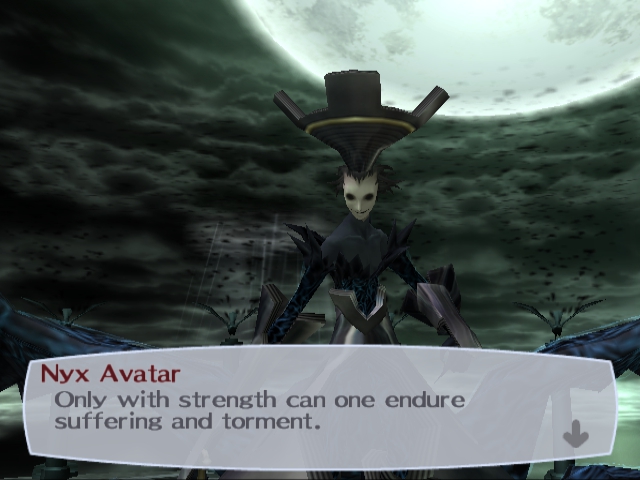 Nyx Avatar
Only with strength can one endure
suffering and torment.